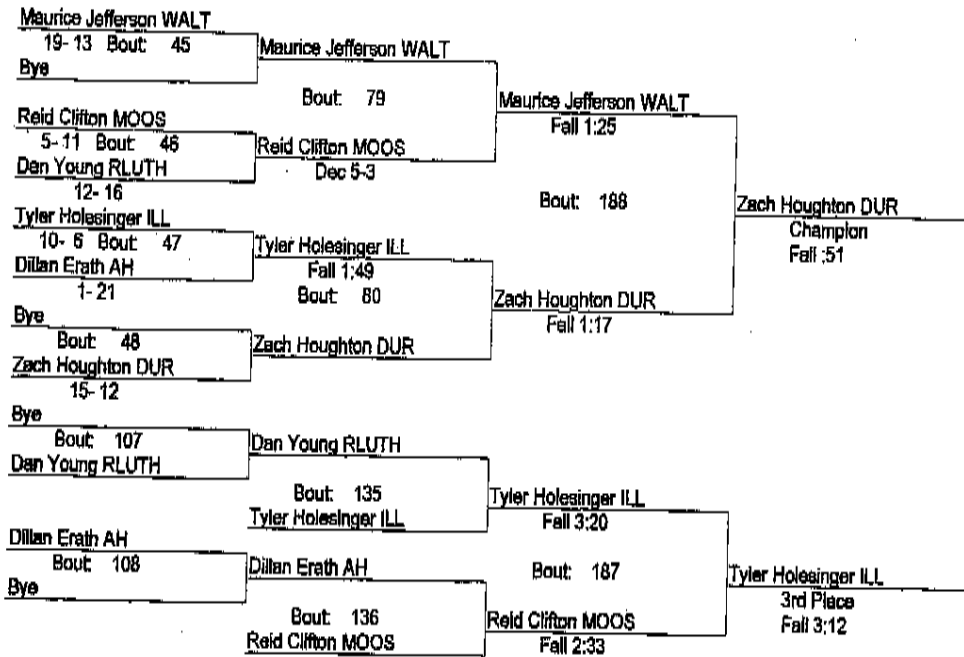 Maurice Jefferson WALT
19- 13 Bout: 45
Bye
Maurice Jefferson WALT
Bout: 79
Reid Clifton MOOS
5- 11 Bout: 46
Dan Young RLUTH
12- 16
Reid Clifton MOOS
Dec 5-3
Maurice Jefferson WALT
Fall 1:25
Bout: 188
Tyler Holesinger ILL
10- 6 Bout: 47
Dillan Erath AH
1- 21
Tyler Holesinger ILL
Fall 1:49
Bout: 80
Bye
Bout: 48
Zach Houghton DUR
15- 12
Zach Houghton DUR
Zach Houghton DUR
Fall 1:17
Zach Houghton DUR
Champion
Fall :51
Bye
Bout: 107
Dan Young RLUTH
Dan Young RLUTH
Bout: 135
Tyler Holesinger ILL
Tyler Holesinger ILL
Fall 3:20
Bout: 187
Dillan Erath AH
Bout: 108
Bye
Dillan Erath AH
Bout: 136
Reid Clifton MOOS
Reid Clifton MOOS
Fall 2:33
Tyler Holesinger ILL
3rd Place
Fall 3:12